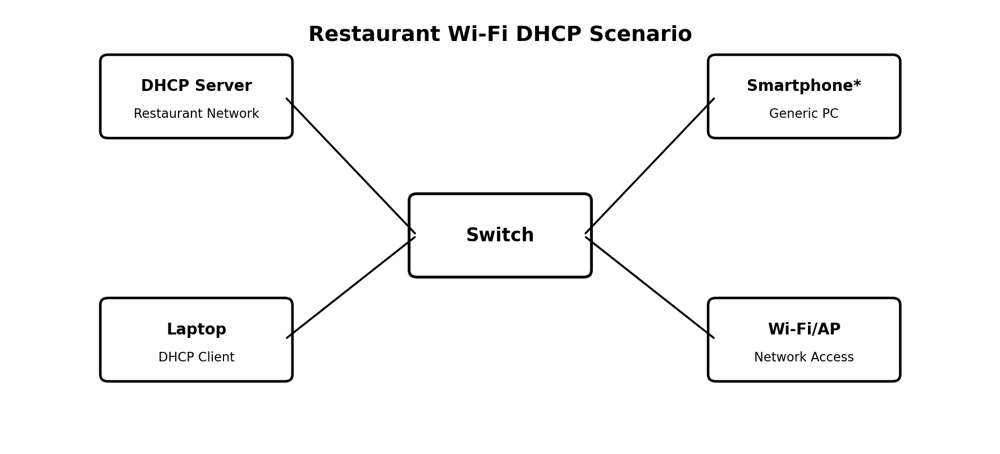 Restaurant Wi-Fi DHCP Scenario
DHCP Server
Restaurant Network
Smartphone*
Generic PC
Switch
Laptop
DHCP Client
Wi-Fi/AP
Network Access